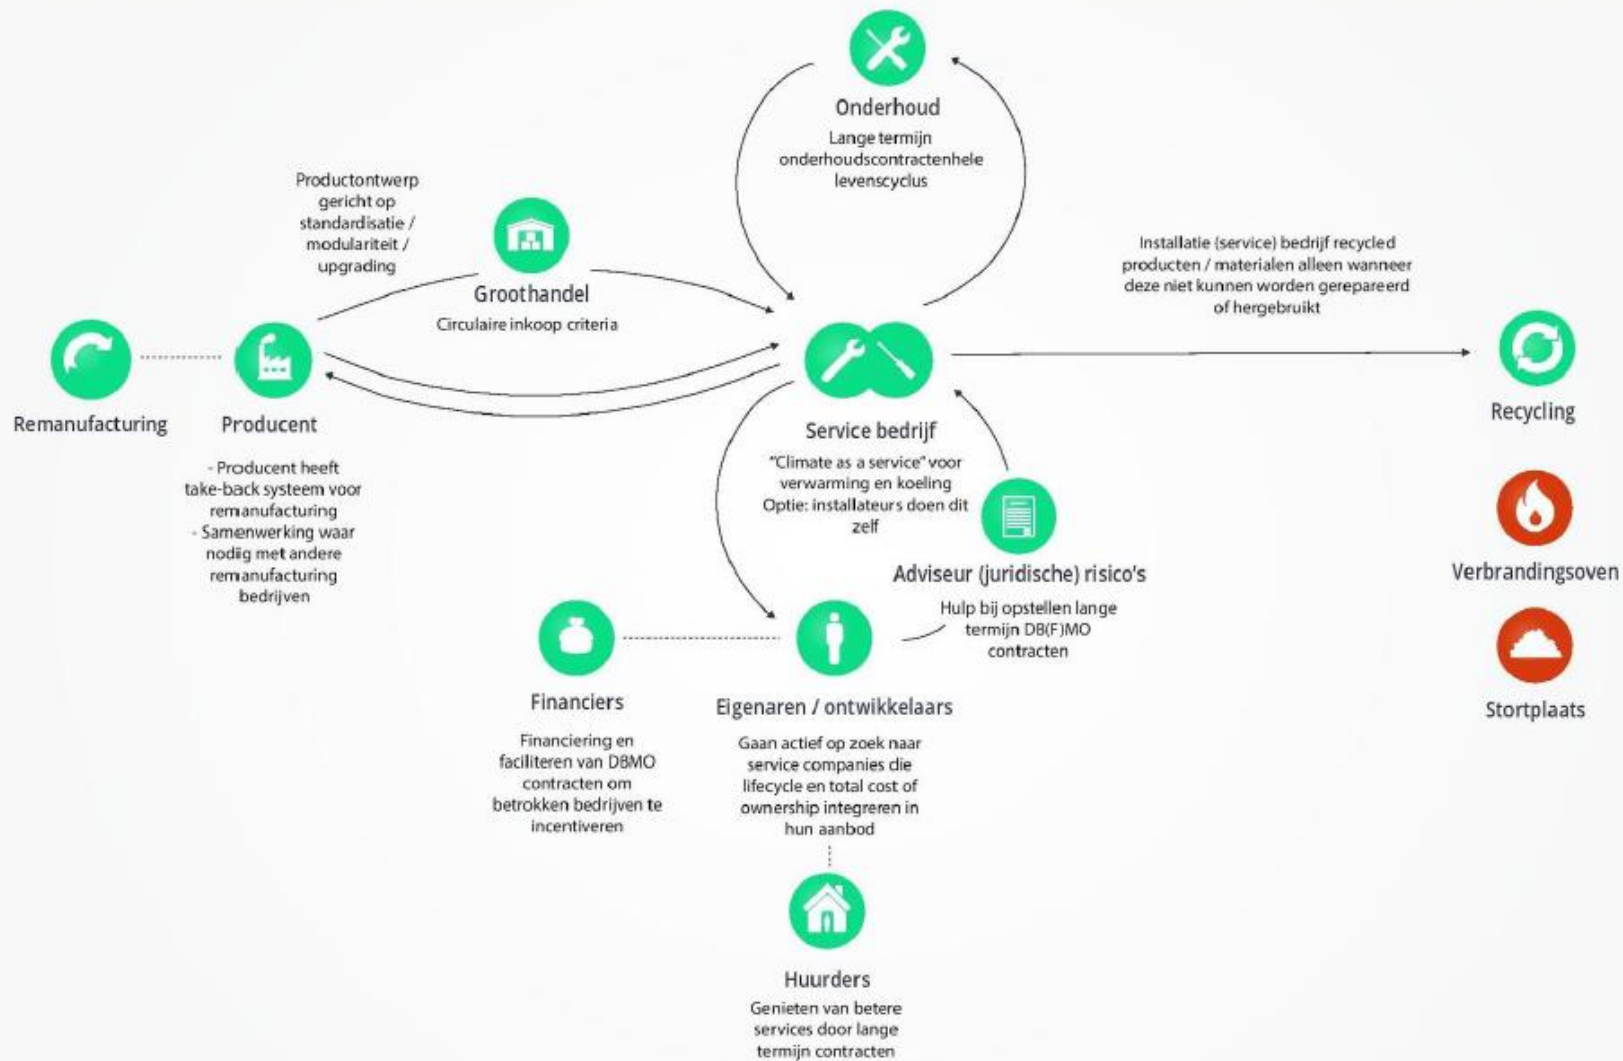 Onderhoud
Lange termijn
onderhoudscontractenhele
levenscyclus
Productontwerp
gericht op
standardisatie /
modulariteit /
upgrading
Groothandel
Circulaire inkoop criteria
Installatie (service) bedrijf recycled
producten / materialen alleen wanneer
deze niet kunnen worden gerepareerd
of hergebruikt
Remanufacturing
Producent
- Producent heeft
take-back systeem voor
remanufacturing
- Samenwerking waar
nodiig met andere
remanufacturing
bedrijven
Service bedrijf
"Climate as a service" voor
verwarming en koeling
Optie: installateurs doen dit
zelf
Recycling
Verbrandingsoven
Stortplaats
Adviseur (juridische) risico's
Hulp bij opstellen lange
termijn DB(F)MO
contracten
Financiers
Financiering en
faciliteren van DBMO
contracten om
betrokken bedrijven te
incentiveren
Eigenaren / ontwikkelaars
Gaan actief op zoek naar
service companies die
lifecycle en total cost of
ownership integreren in
hun aanbod
Huurders
Genieten van betere
services door lange
termijn contracten